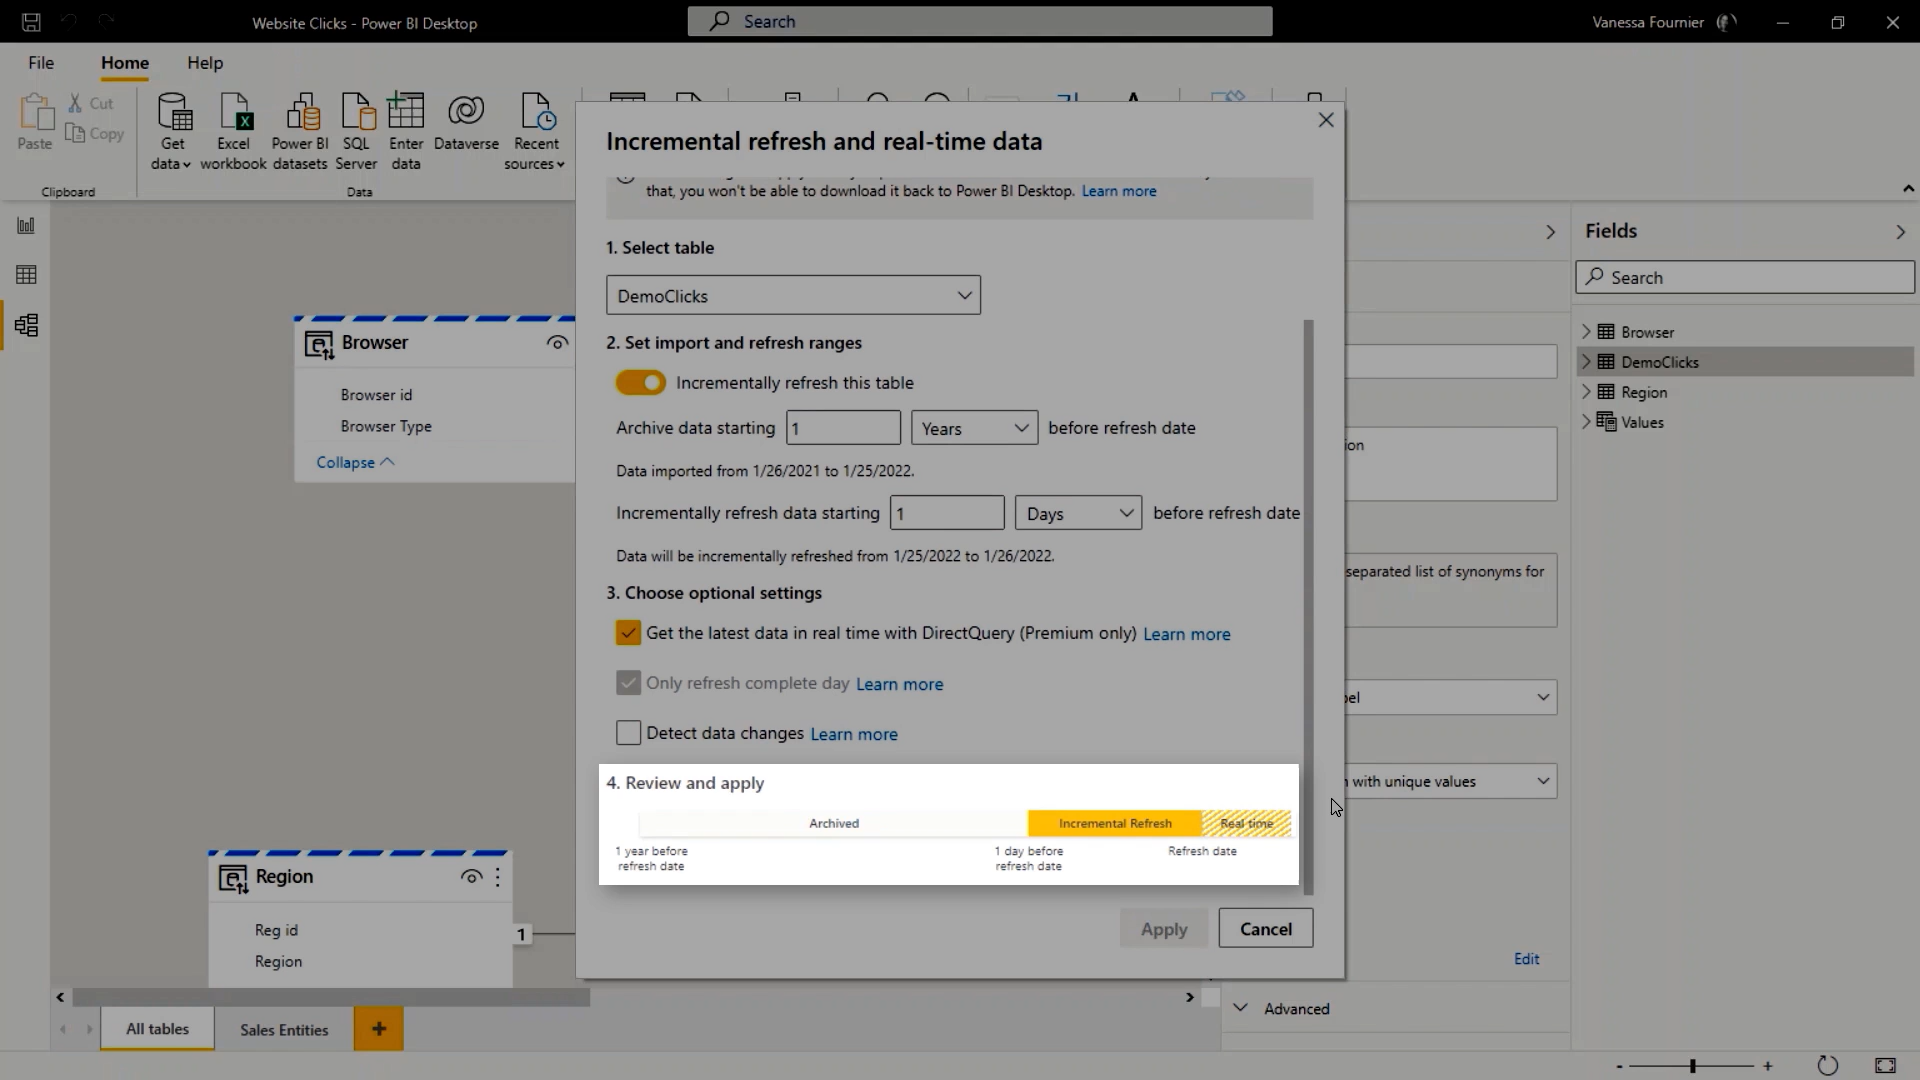 Website Clicks - Power BI Desktop
Search
Vanessa Fournier
File
Home
Help
Paste
Cut
Copy
Clipboard
Get data
Excel workbook
Power BI datasets
SQL Server
Enter data
Dataverse
Recent sources
Data
Incremental refresh and real-time data
that, you won't be able to download it back to Power BI Desktop. Learn more
1. Select table
DemoClicks
2. Set import and refresh ranges
Incrementally refresh this table
Archive data starting 1 Years before refresh date
Data imported from 1/26/2021 to 1/25/2022.
Incrementally refresh data starting 1 Days before refresh date
Data will be incrementally refreshed from 1/25/2022 to 1/26/2022.
3. Choose optional settings
Get the latest data in real time with DirectQuery (Premium only) Learn more
Only refresh complete day Learn more
Detect data changes Learn more
4. Review and apply
Archived
Incremental Refresh
Real time
1 year before
refresh date
1 day before
refresh date
Refresh date
Apply
Cancel
Browser
Browser id
Browser Type
Collapse
Region
Reg id
Region
1
ion
separated list of synonyms for
bel
with unique values
Edit
Advanced
Fields
Search
Browser
DemoClicks
Region
Values
All tables
Sales Entities
+
- +